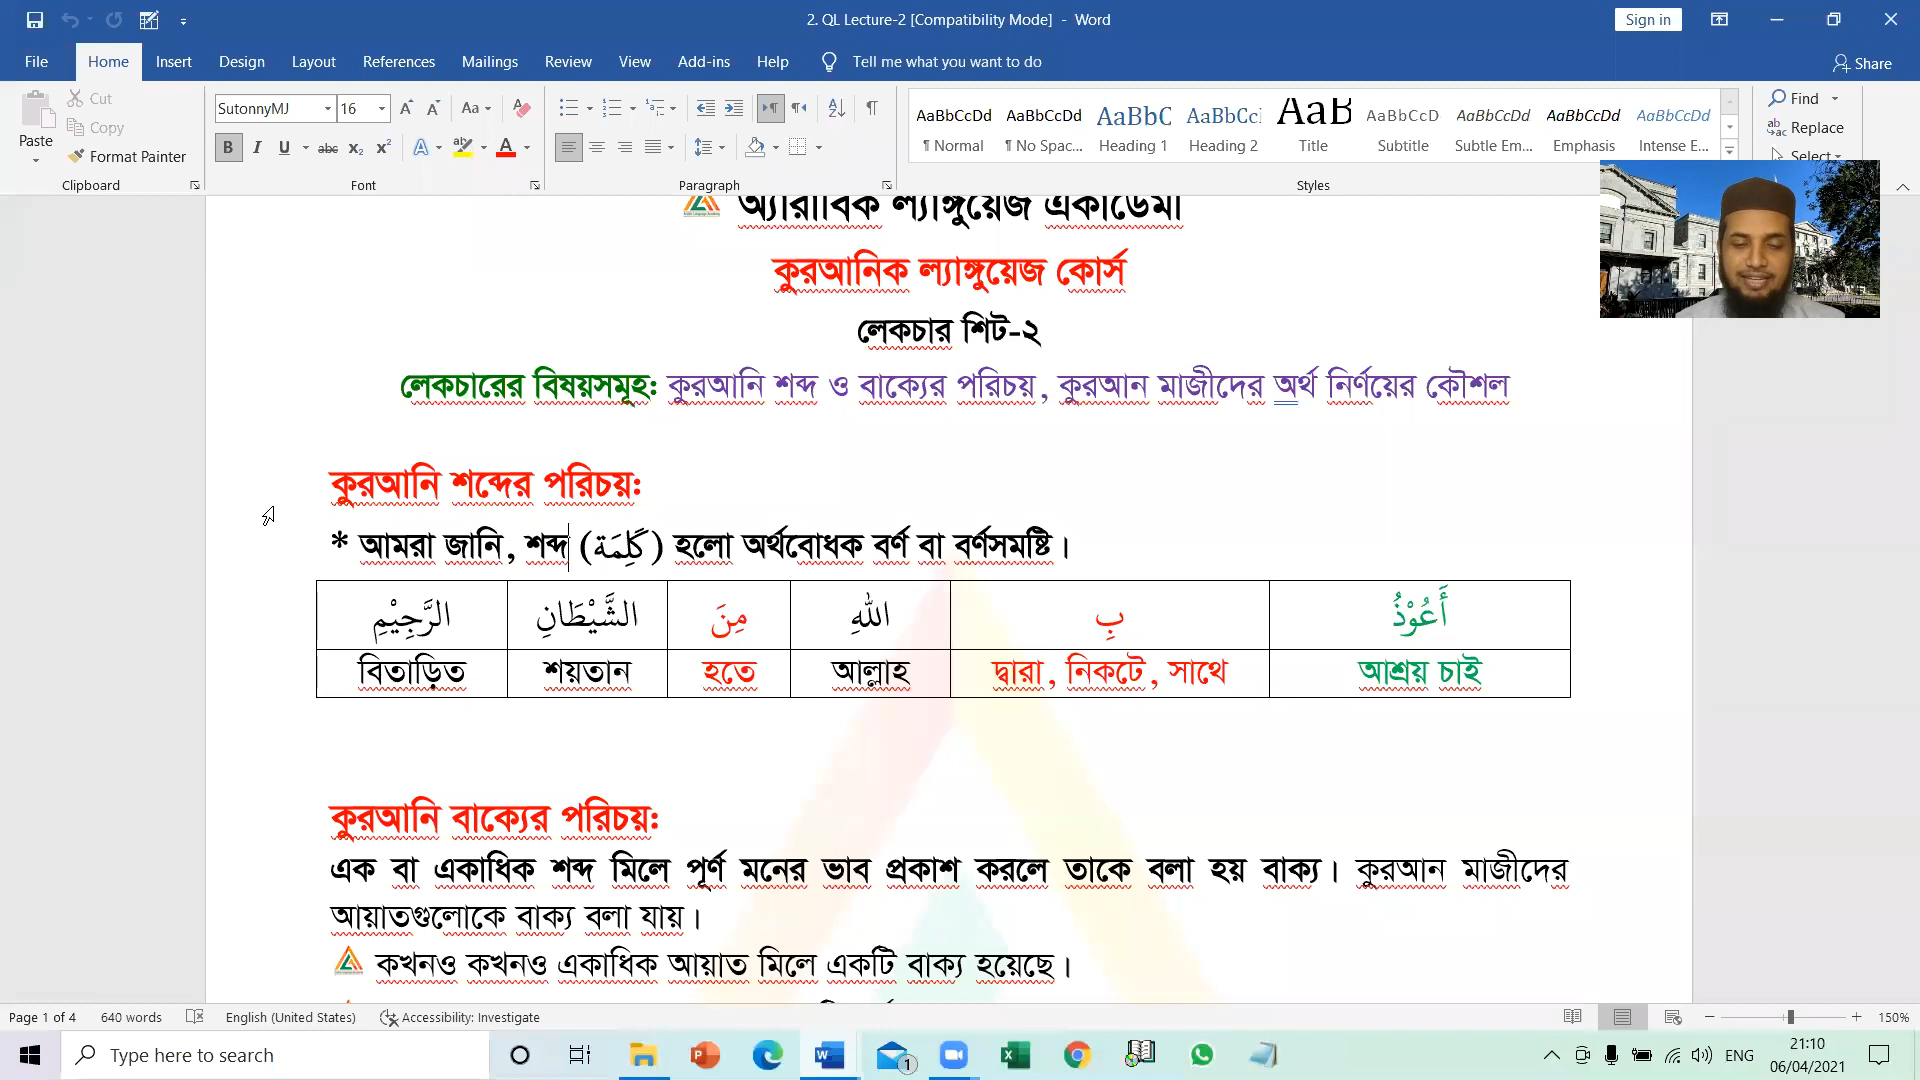 2. QL Lecture-2 [Compatibility Mode] - Word
Sign in
File Home Insert Design Layout References Mailings Review View Add-ins Help Tell me what you want to do Share
Paste Cut Copy Format Painter
SutonnyMJ 16
AaBbCcDd AaBbCcDd AaBbC AaBbCc AaB AaBbCcD AaBbCcDd AaBbCcDd AaBbCcDd
¶ Normal ¶ No Spac... Heading 1 Heading 2 Title Subtitle Subtle Em... Emphasis Intense E...
Find Replace Select
Clipboard Font Paragraph Styles
অ্যারাবিক ল্যাঙ্গুয়েজ একাডেমী
কুরআনিক ল্যাঙ্গুয়েজ কোর্স
লেকচার শিট-২
লেকচারের বিষয়সমূহ: কুরআনি শব্দ ও বাক্যের পরিচয়, কুরআন মাজীদের অর্থ নির্ণয়ের কৌশল
কুরআনি শব্দের পরিচয়:
* আমরা জানি, শব্দ (كَلِمَة) হলো অর্থবোধক বর্ণ বা বর্ণসমষ্টি।
أَعُوْذُ بِ اللهِ مِنَ الشَّيْطَانِ الرَّجِيْمِ
বিতাড়িত শয়তান হতে আল্লাহ দ্বারা, নিকটে, সাথে আশ্রয় চাই
কুরআনি বাক্যের পরিচয়:
এক বা একাধিক শব্দ মিলে পূর্ণ মনের ভাব প্রকাশ করলে তাকে বলা হয় বাক্য। কুরআন মাজীদের
আয়াতগুলোকে বাক্য বলা যায়।
কখনও কখনও একাধিক আয়াত মিলে একটি বাক্য হয়েছে।
Page 1 of 4 640 words English (United States) Accessibility: Investigate 150%
Type here to search
1
ENG
21:10
06/04/2021